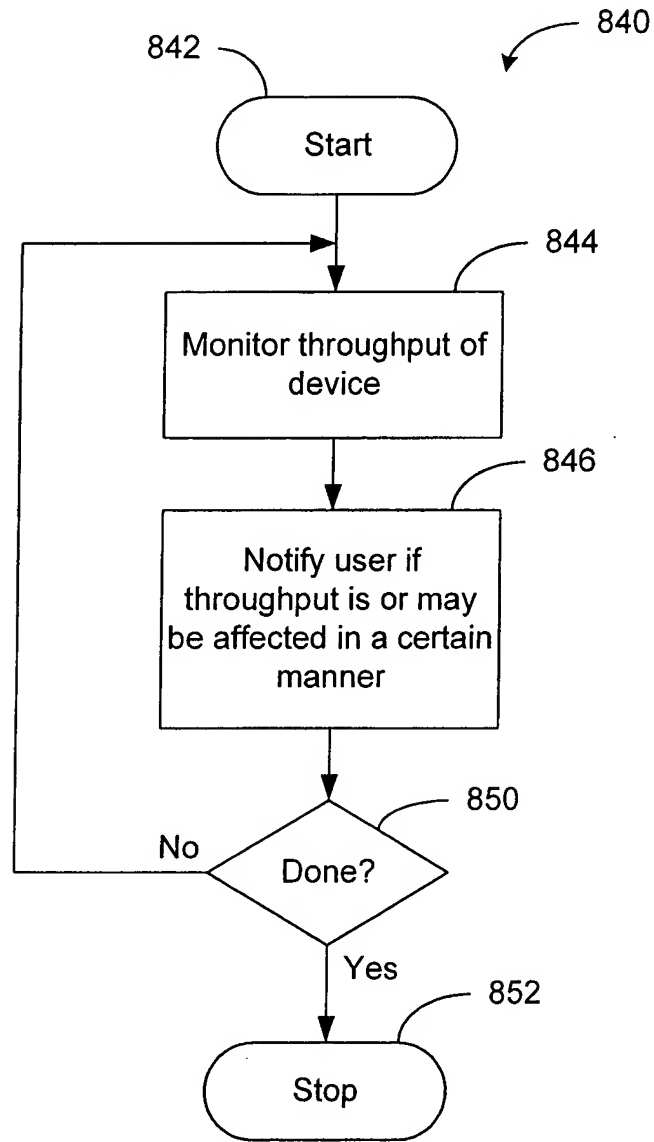 840
842
Start
844
Monitor throughput of
device
846
Notify user if
throughput is or may
be affected in a certain
manner
850
No
Done?
Yes
852
Stop